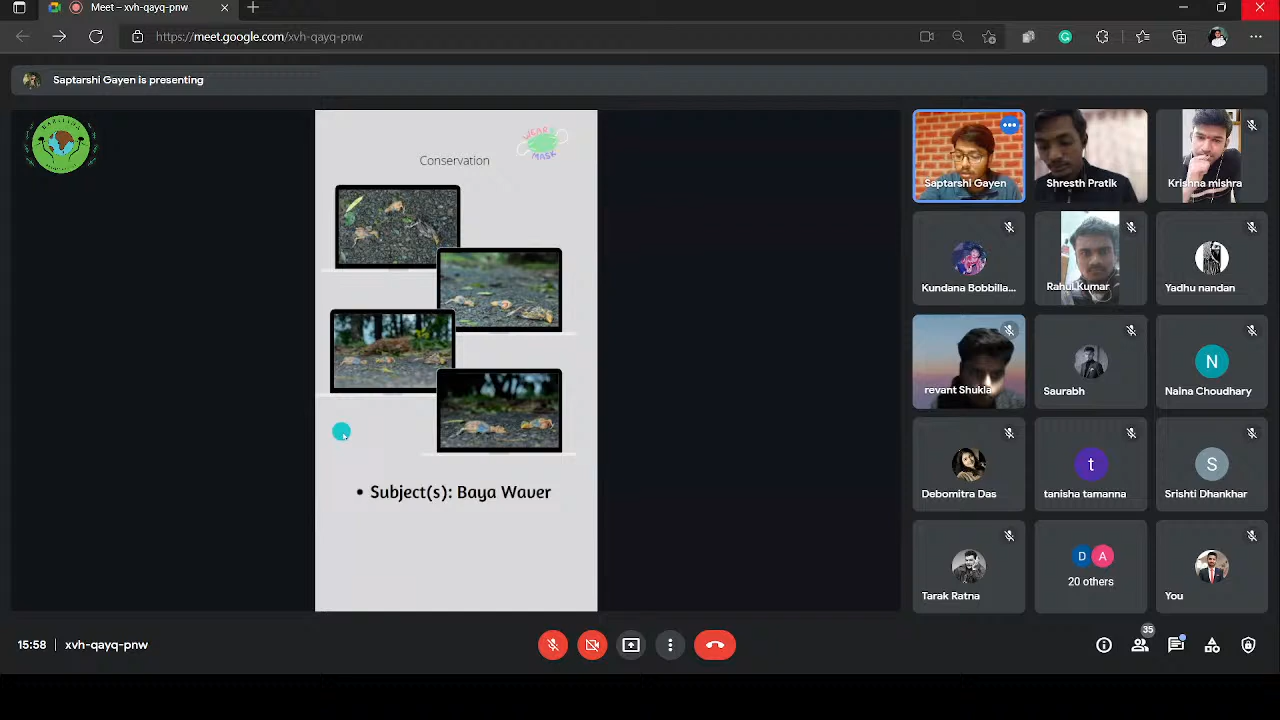 Meet – xvh-qayq-pnw
https://meet.google.com/xvh-qayq-pnw
Saptarshi Gayen is presenting
Conservation
WEAR
MASK
Subject(s): Baya Waver
Saptarshi Gayen
Shresth Pratik
Krishna mishra
Kundana Bobbilla...
Rahul Kumar
Yadhu nandan
revant Shukla
Saurabh
N
Naina Choudhary
Debomitra Das
t
tanisha tamanna
S
Srishti Dhankhar
Tarak Ratna
D A
20 others
You
15:58 | xvh-qayq-pnw
35